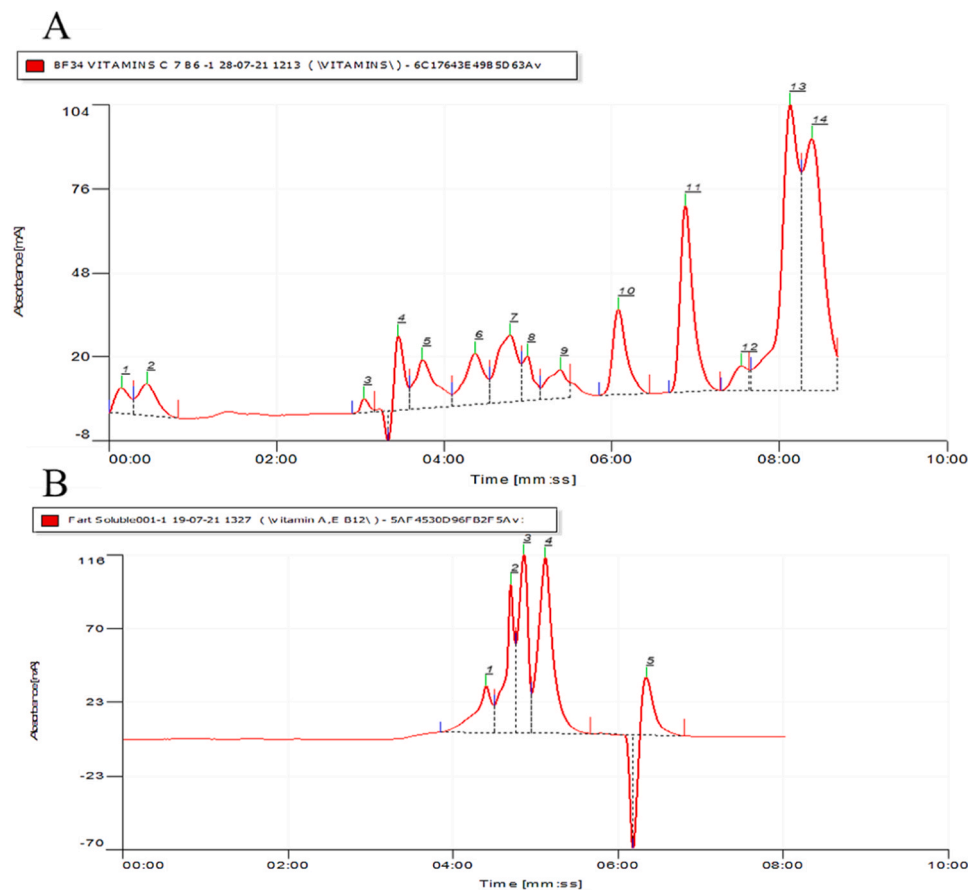 A
BF34 VITAMINS C 7 B6 -1 28-07-21 1213 ( \VITAMINS\ ) - 6C17643E49B5D63Av
104
76
48
20
-8
Absorbance[mA]
1
2
3
4
5
6
7
8
9
10
11
12
13
14
00:00 02:00 04:00 06:00 08:00 10:00
Time [mm:ss]
B
Fart Soluble001-1 19-07-21 1327 ( \vitamin A,E B12\ ) - 5AF4530D96FB2F5Av:
116
70
23
-23
-70
Absorbance[mA]
1
2
3
4
5
00:00 02:00 04:00 06:00 08:00 10:00
Time [mm:ss]